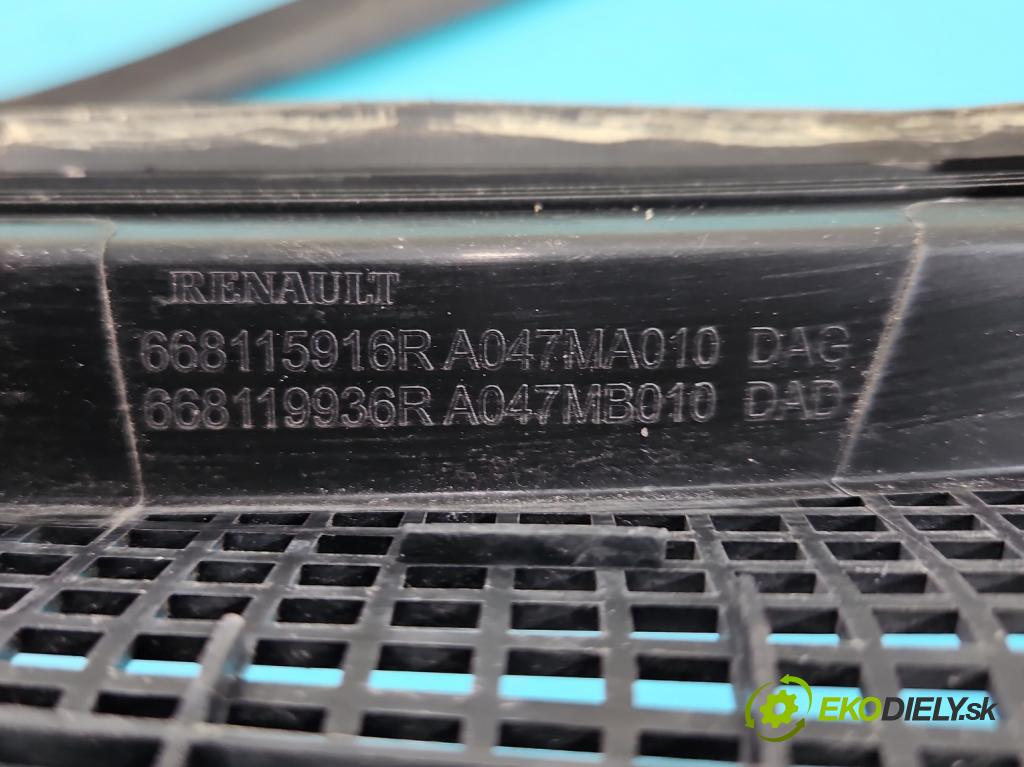 RENAULT
668115916R A047MA010 DAG
668119936R A047MB010 DAD
EKODIELY.sk